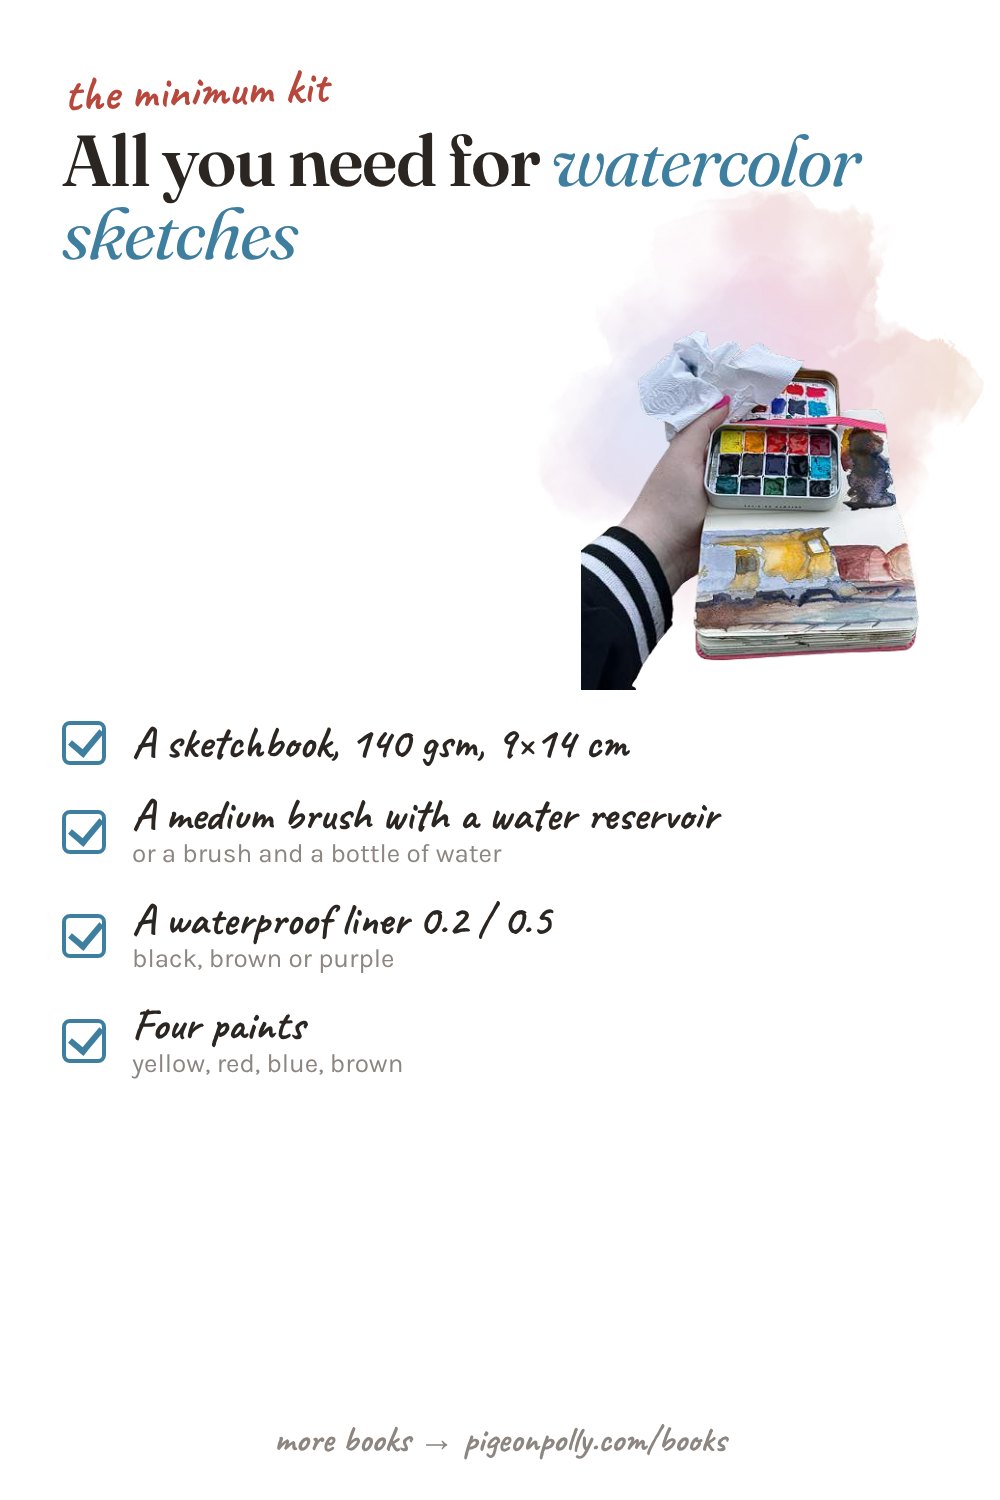 the minimum kit
All you need for watercolor
sketches
A sketchbook, 140 gsm, 9×14 cm
A medium brush with a water reservoir
or a brush and a bottle of water
A waterproof liner 0.2 / 0.5
black, brown or purple
Four paints
yellow, red, blue, brown
more books → pigeonpolly.com/books